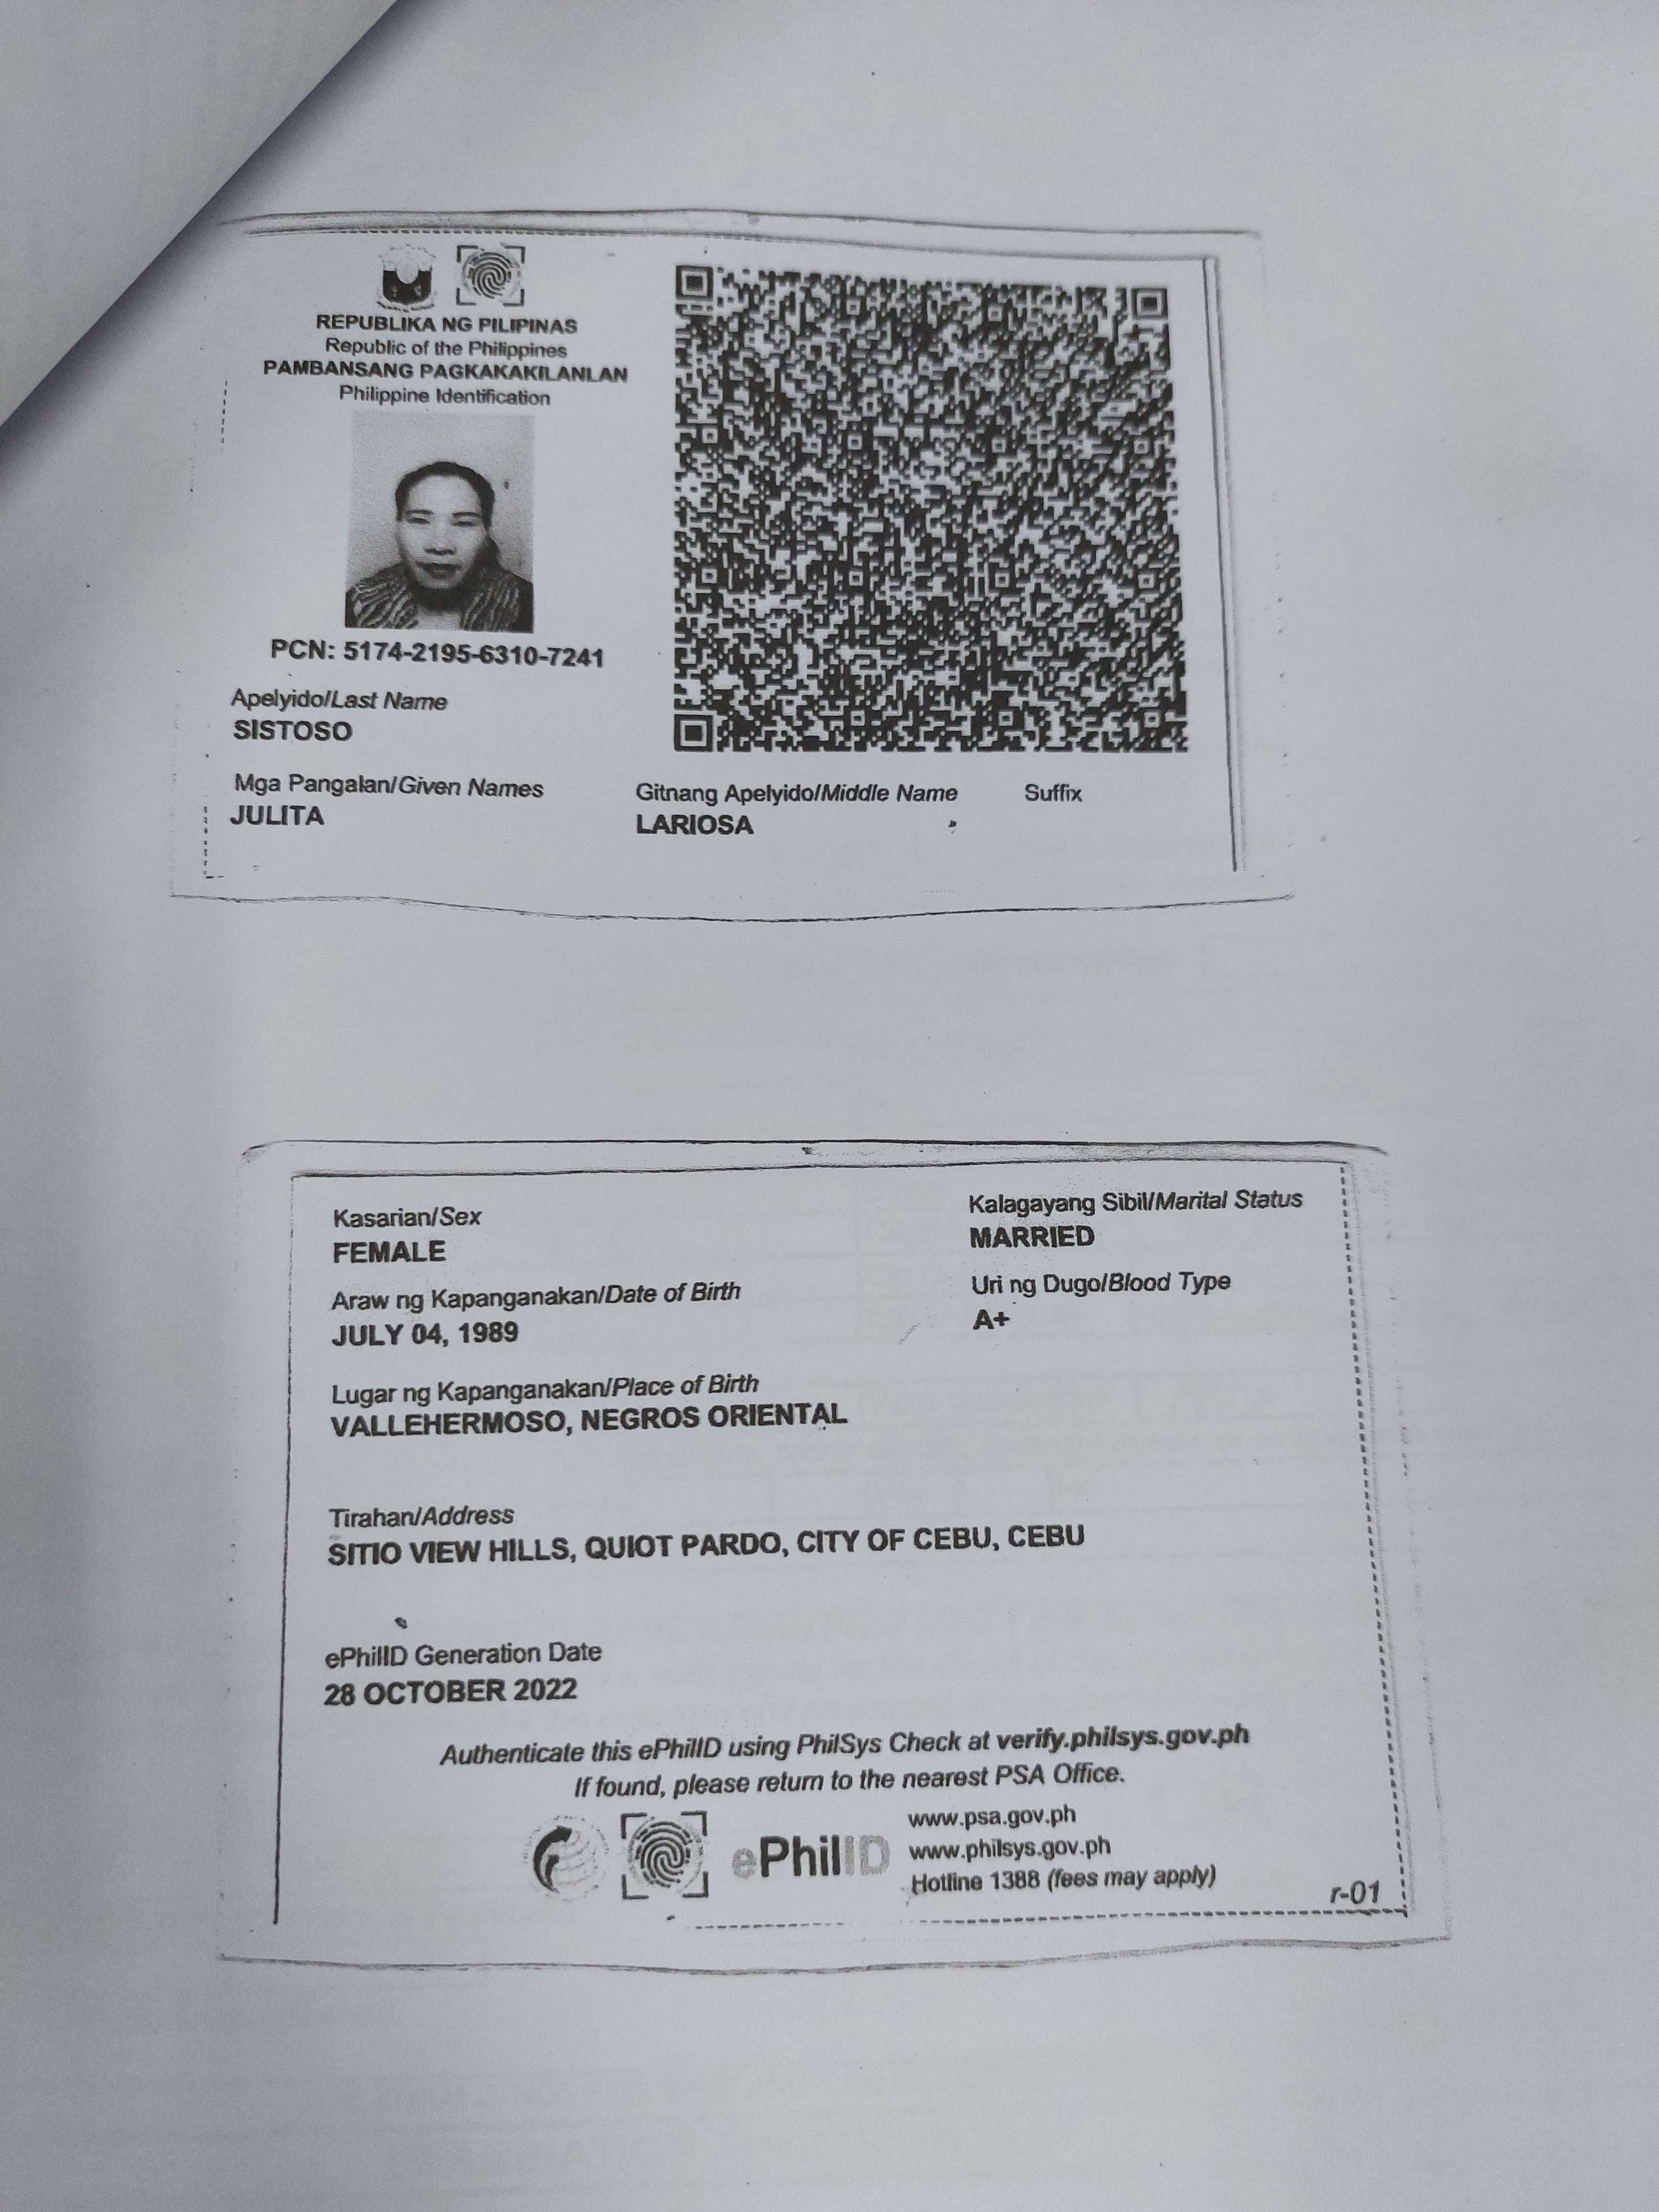 REPUBLIKA NG PILIPINAS
Republic of the Philippines
PAMBANSANG PAGKAKAKILANLAN
Philippine Identification
PCN: 5174-2195-6310-7241
Apelyido/Last Name
SISTOSO
Mga Pangalan/Given Names
JULITA
Gitnang Apelyido/Middle Name
LARIOSA
Suffix
Kasarian/Sex
FEMALE
Kalagayang Sibil/Marital Status
MARRIED
Araw ng Kapanganakan/Date of Birth
JULY 04, 1989
Uri ng Dugo/Blood Type
A+
Lugar ng Kapanganakan/Place of Birth
VALLEHERMOSO, NEGROS ORIENTAL
Tirahan/Address
SITIO VIEW HILLS, QUIOT PARDO, CITY OF CEBU, CEBU
ePhilID Generation Date
28 OCTOBER 2022
Authenticate this ePhilID using PhilSys Check at verify.philsys.gov.ph
If found, please return to the nearest PSA Office.
ePhilID
www.psa.gov.ph
www.philsys.gov.ph
Hotline 1388 (fees may apply)
r-01